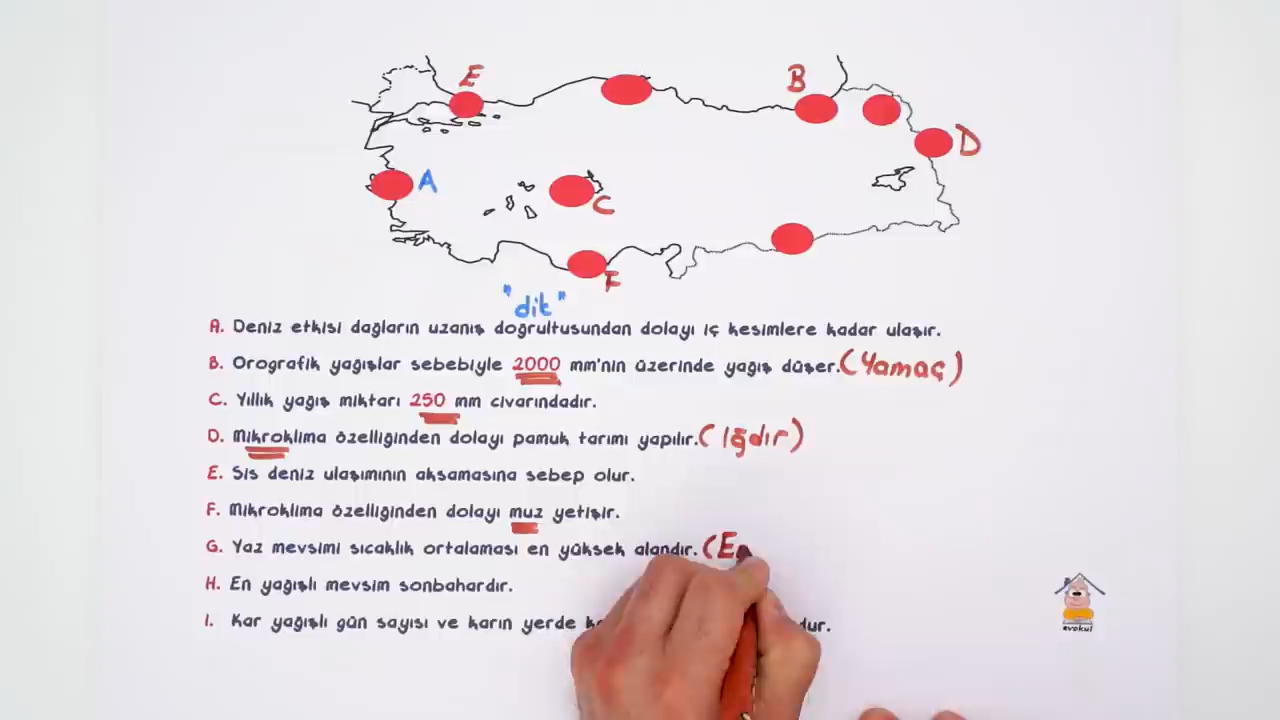 E
B
D
A
C
F
"dik"
A. Deniz etkisi dağların uzanış doğrultusundan dolayı iç kesimlere kadar ulaşır.
B. Orografik yağışlar sebebiyle 2000 mm'nin üzerinde yağış düşer. (Yamaç)
C. Yıllık yağış miktarı 250 mm civarındadır.
D. Mikroklima özelliğinden dolayı pamuk tarımı yapılır. (Iğdır)
E. Sis deniz ulaşımının aksamasına sebep olur.
F. Mikroklima özelliğinden dolayı muz yetişir.
G. Yaz mevsimi sıcaklık ortalaması en yüksek alandır. (E
H. En yağışlı mevsim sonbahardır.
I. Kar yağışlı gün sayısı ve karın yerde
evokul